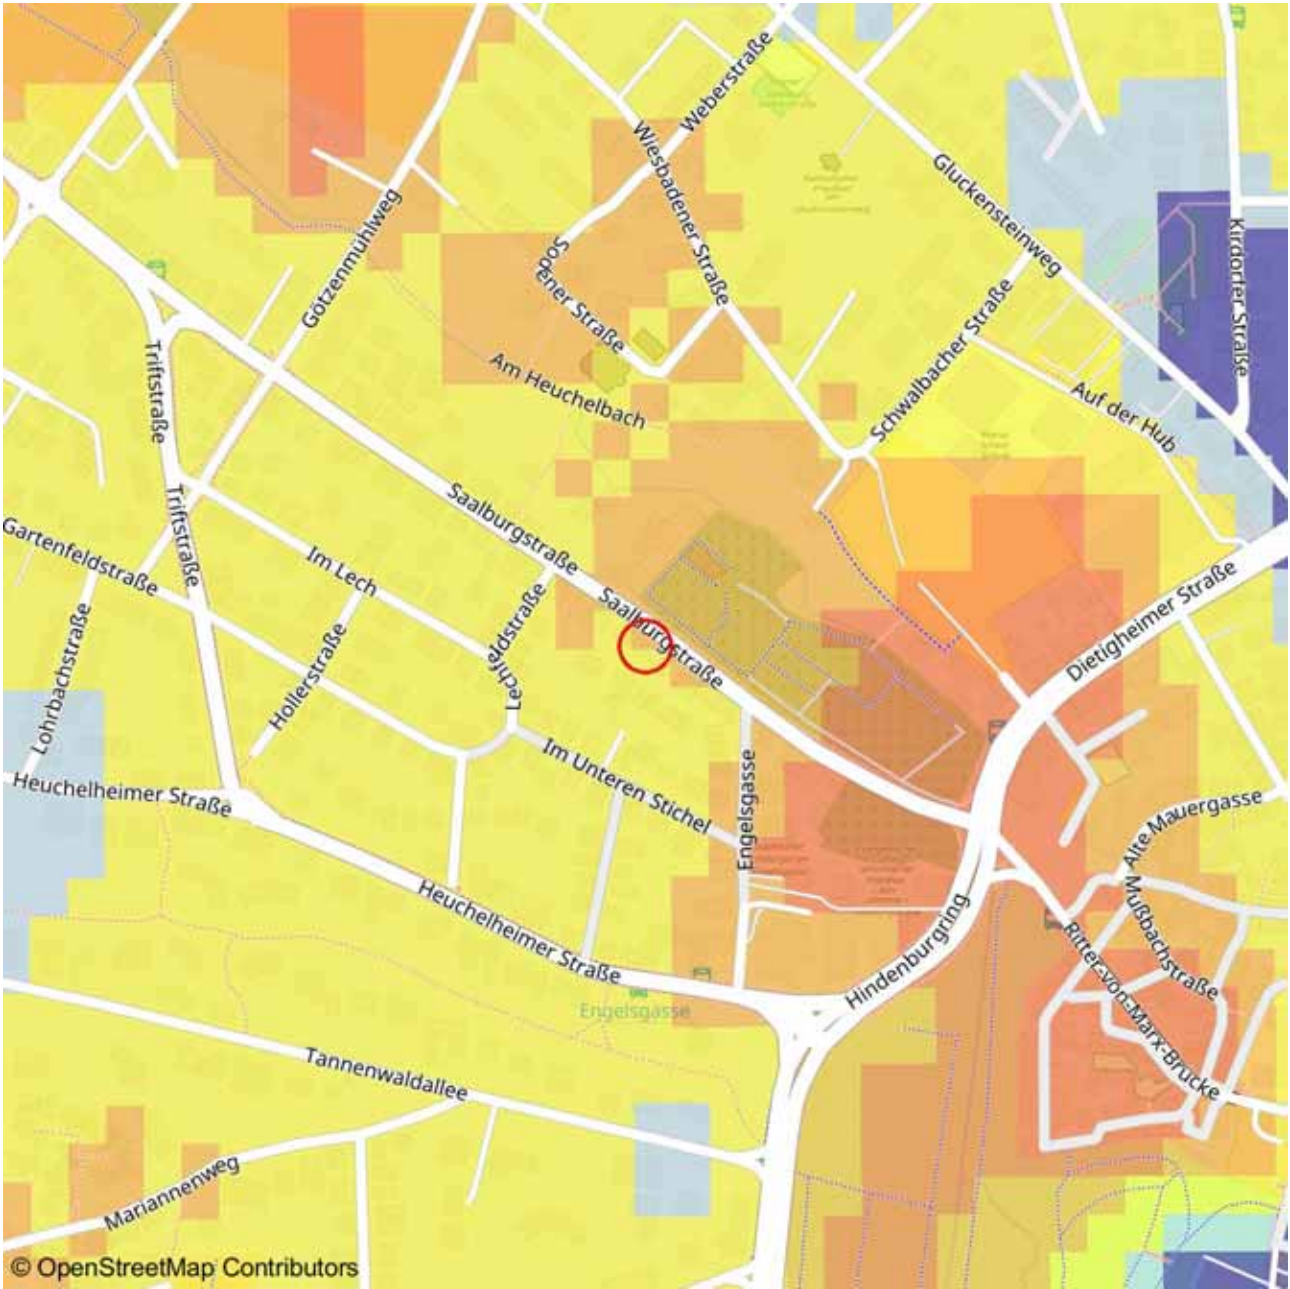 Weberstraße
Wiesbadener Straße
Gluckensteinweg
Kirdorfer Straße
Götzenmühlweg
Sodener Straße
Schwalbacher Straße
Am Heuchelbach
Auf der Hub
Triftstraße
Triftstraße
Saalburgstraße
Saalburgstraße
Gartenfeldstraße
Im Lech
Lechfeldstraße
Hollerstraße
Lohrbachstraße
Dietigheimer Straße
Im Unteren Stichel
Engelsgasse
Heuchelheimer Straße
Alte Mauergasse
Mußbachstraße
Heuchelheimer Straße
Hindenburgring
Ritter-von-Marx-Brücke
Engelsgasse
Tannenwaldallee
Mariannenweg
© OpenStreetMap Contributors